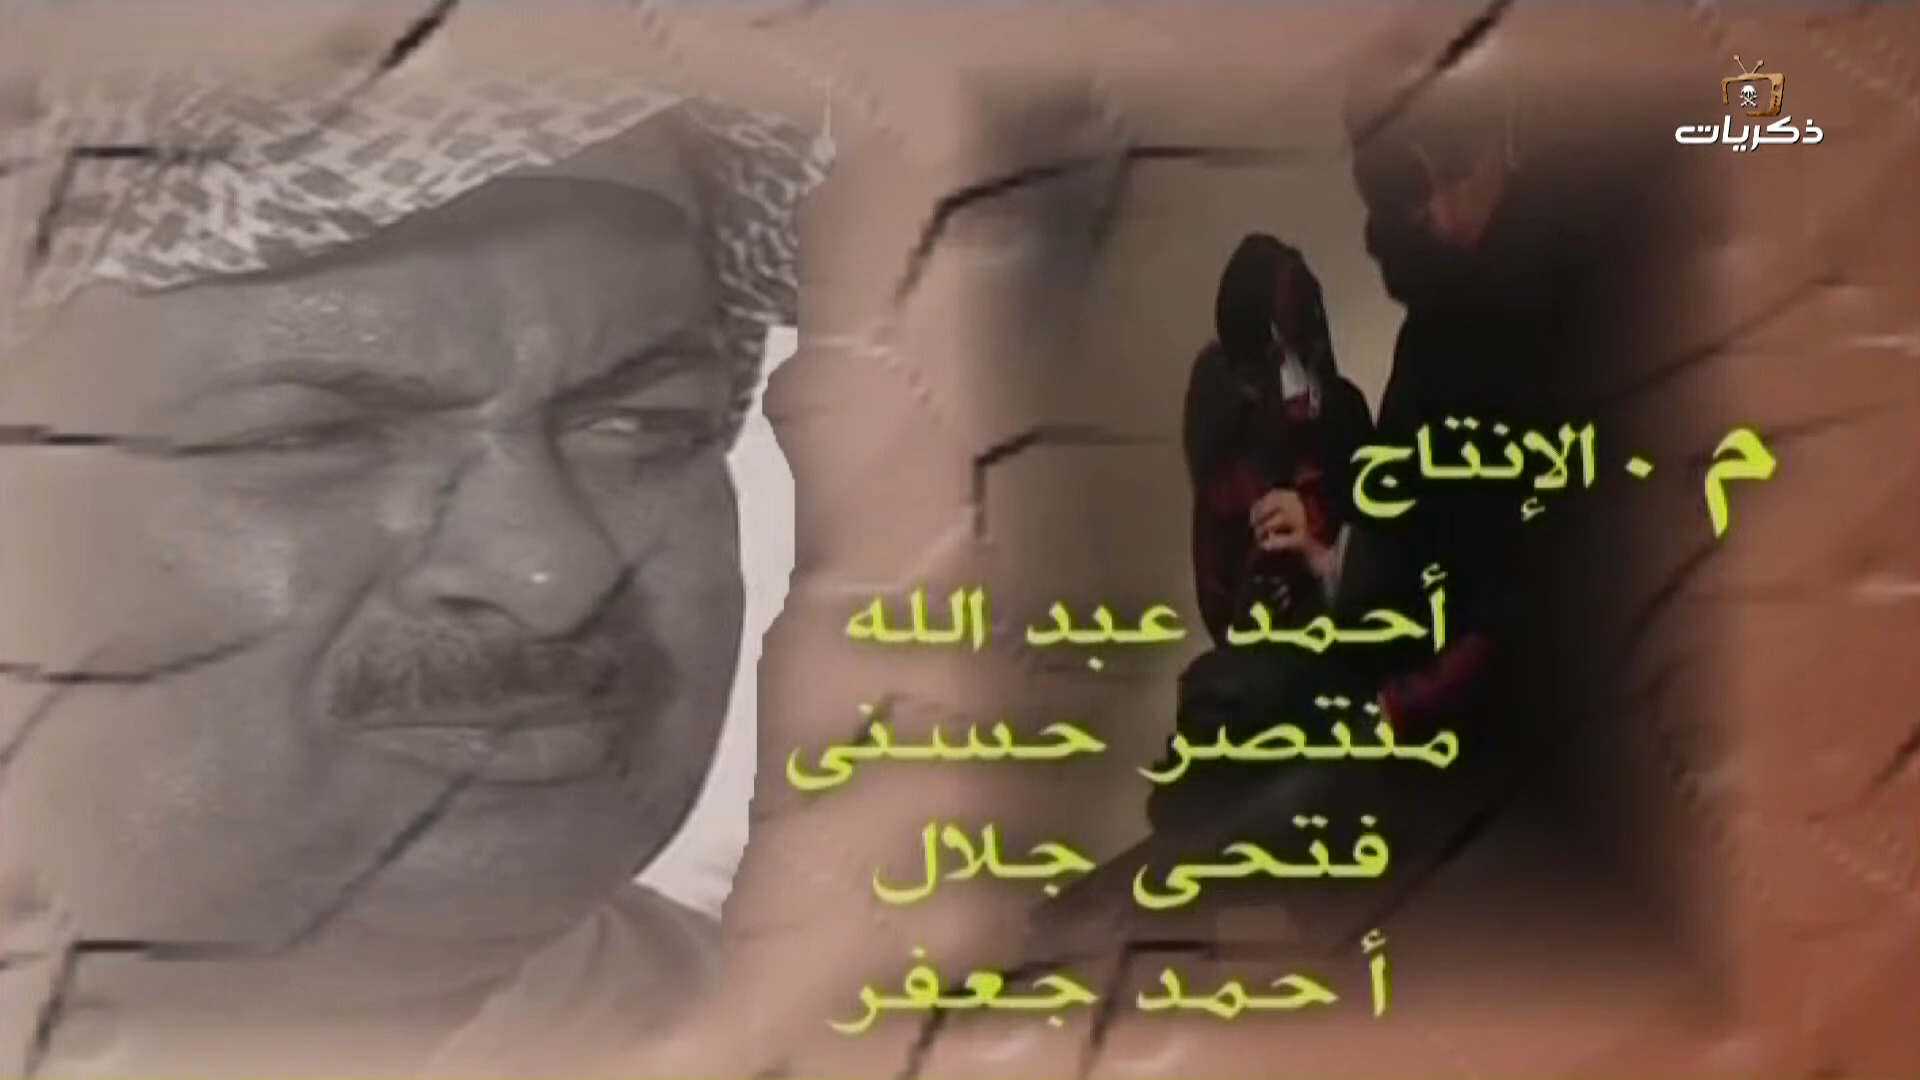 ذكريات
م . الإنتاج
أحمد عبد الله
منتصر حسنى
فتحى جلال
أحمد جعفر